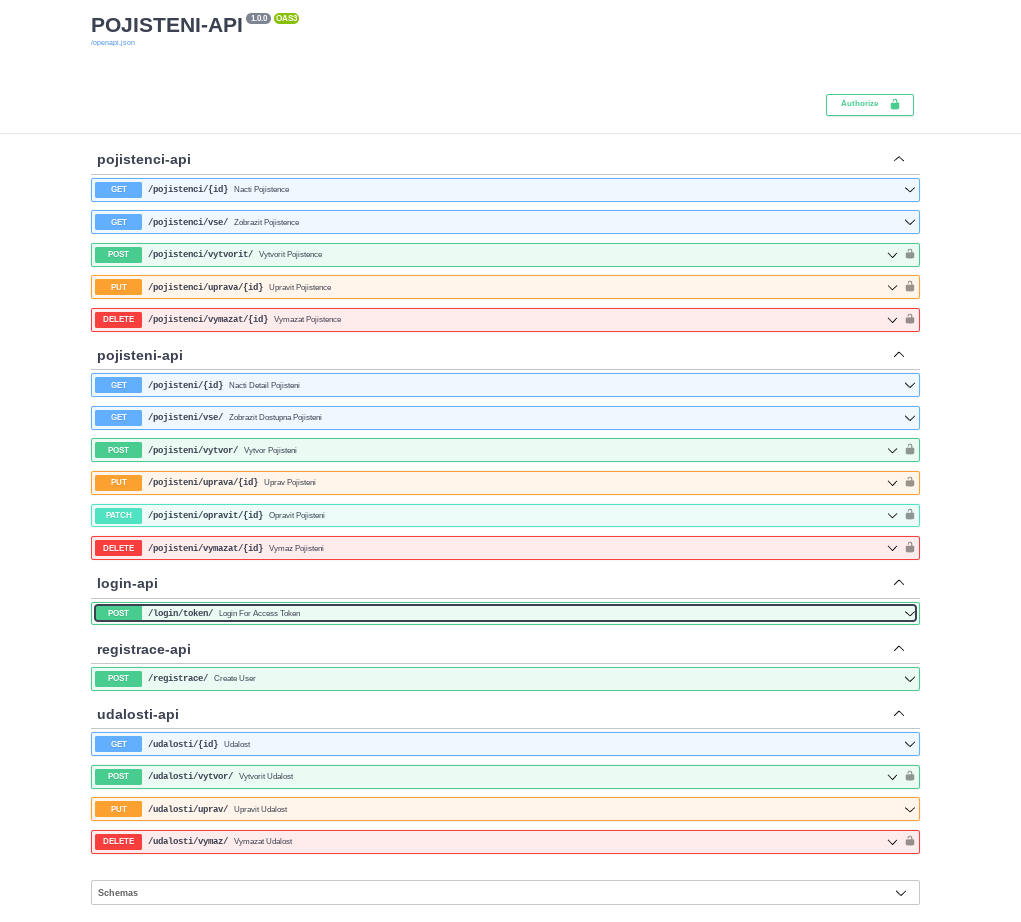 POJISTENI-API 1.0.0 OAS3
/openapi.json
Authorize
pojistenci-api
GET /pojistenci/{id} Nacti Pojistence
GET /pojistenci/vse/ Zobrazit Pojistence
POST /pojistenci/vytvorit/ Vytvorit Pojistence
PUT /pojistenci/uprava/{id} Upravit Pojistence
DELETE /pojistenci/vymazat/{id} Vymazat Pojistence
pojisteni-api
GET /pojisteni/{id} Nacti Detail Pojisteni
GET /pojisteni/vse/ Zobrazit Dostupna Pojisteni
POST /pojisteni/vytvor/ Vytvor Pojisteni
PUT /pojisteni/uprava/{id} Uprav Pojisteni
PATCH /pojisteni/opravit/{id} Opravit Pojisteni
DELETE /pojisteni/vymazat/{id} Vymaz Pojisteni
login-api
POST /login/token/ Login For Access Token
registrace-api
POST /registrace/ Create User
udalosti-api
GET /udalosti/{id} Udalost
POST /udalosti/vytvor/ Vytvorit Udalost
PUT /udalosti/uprav/ Upravit Udalost
DELETE /udalosti/vymaz/ Vymazat Udalost
Schemas